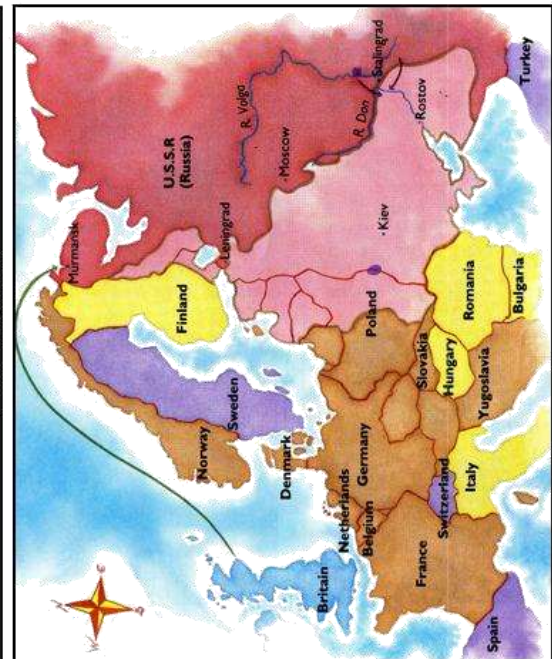 Murmansk
U.S.S.R
(Russia)
R. Volga
Moscow
R. Don
Stalingrad
Rostov
Turkey
Leningrad
Kiev
Finland
Sweden
Norway
Denmark
Poland
Romania
Bulgaria
Slovakia
Hungary
Yugoslavia
Germany
Netherlands
Belgium
Switzerland
Italy
Britain
France
Spain